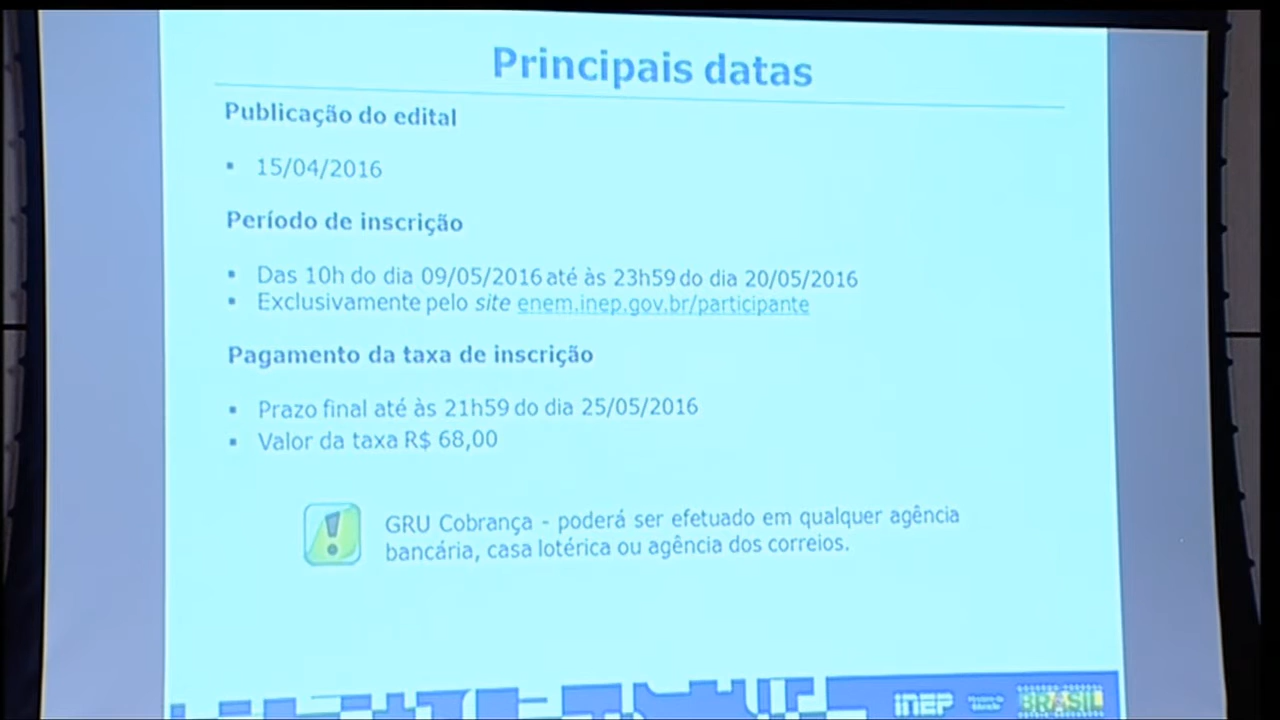 Principais datas
Publicação do edital
▪ 15/04/2016
Período de inscrição
▪ Das 10h do dia 09/05/2016 até às 23h59 do dia 20/05/2016
▪ Exclusivamente pelo site enem.inep.gov.br/participante
Pagamento da taxa de inscrição
▪ Prazo final até às 21h59 do dia 25/05/2016
▪ Valor da taxa R$ 68,00
GRU Cobrança - poderá ser efetuado em qualquer agência
bancária, casa lotérica ou agência dos correios.
INEP Ministério da Educação BRASIL